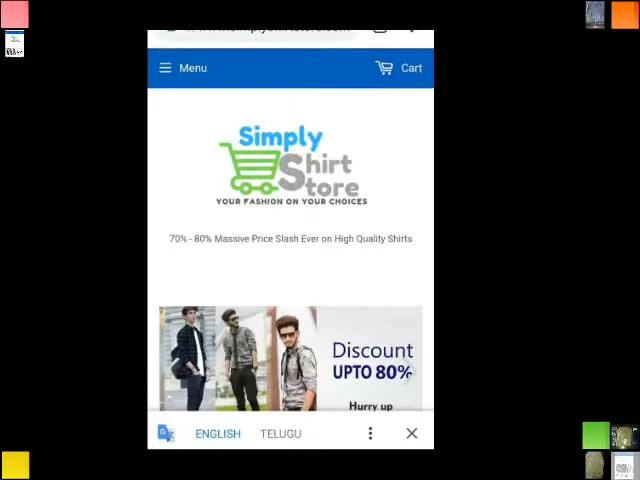 Menu
Cart
Simply
Shirt
Store
YOUR FASHION ON YOUR CHOICES
70% - 80% Massive Price Slash Ever on High Quality Shirts
Discount
UPTO 80%
Hurry up
ENGLISH
TELUGU